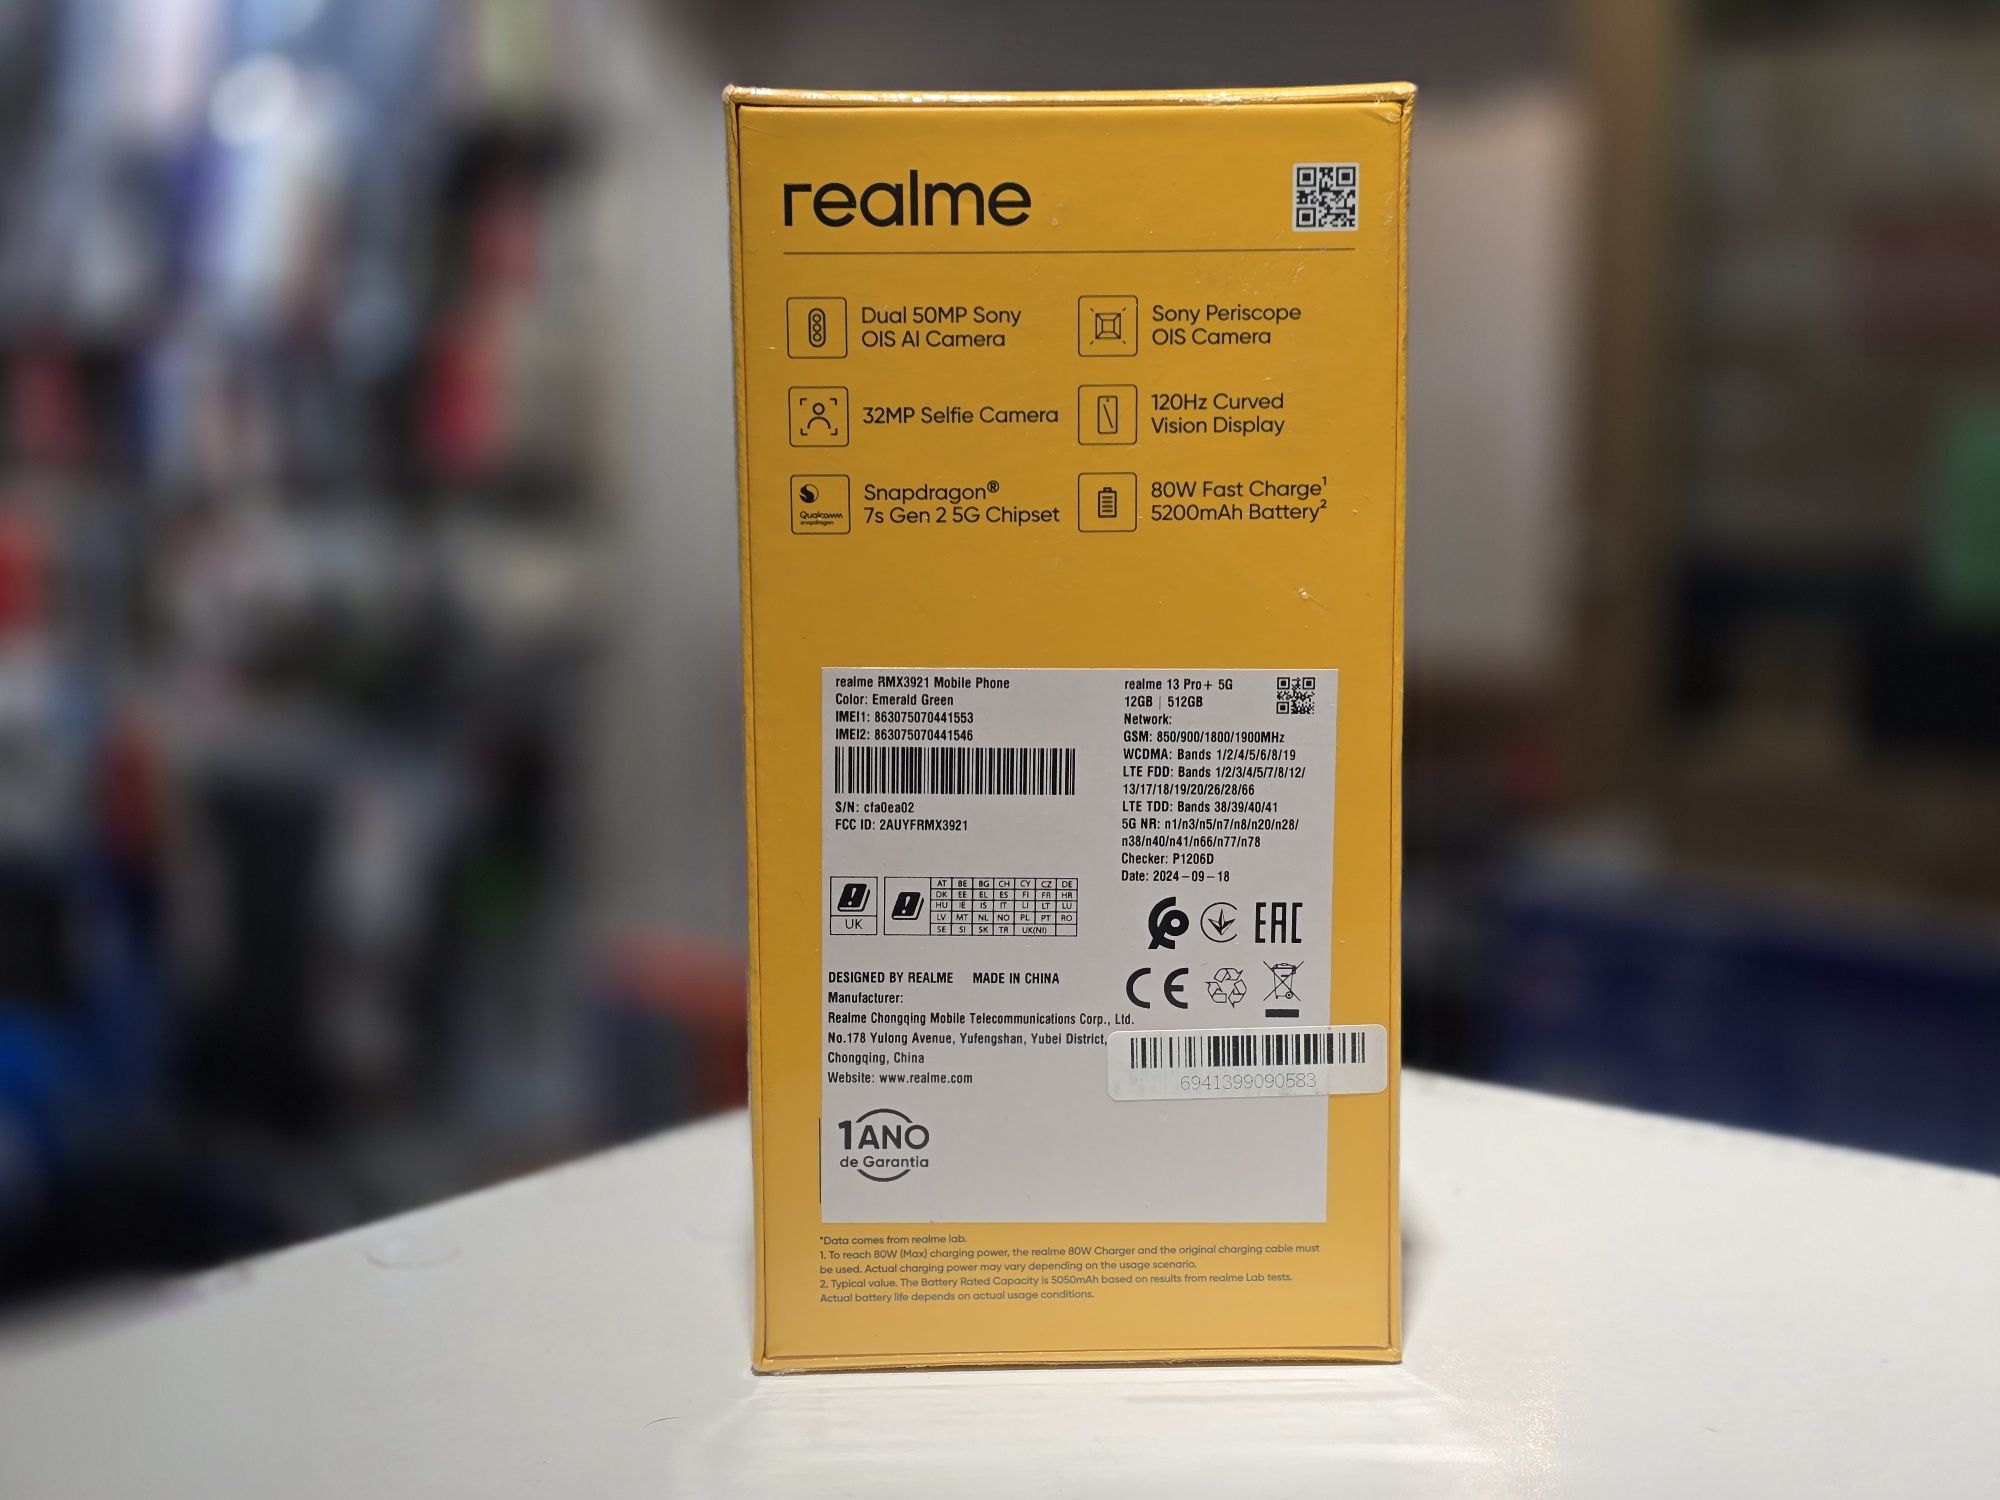 realme
Dual 50MP Sony
OIS AI Camera
Sony Periscope
OIS Camera
32MP Selfie Camera
120Hz Curved
Vision Display
Qualcomm
snapdragon
Snapdragon®
7s Gen 2 5G Chipset
80W Fast Charge¹
5200mAh Battery²
realme RMX3921 Mobile Phone
Color: Emerald Green
IMEI1: 863075070441553
IMEI2: 863075070441546
S/N: cfa0ea02
FCC ID: 2AUYFRMX3921
realme 13 Pro+ 5G
12GB | 512GB
Network:
GSM: 850/900/1800/1900MHz
WCDMA: Bands 1/2/4/5/6/8/19
LTE FDD: Bands 1/2/3/4/5/7/8/12/
13/17/18/19/20/26/28/66
LTE TDD: Bands 38/39/40/41
5G NR: n1/n3/n5/n7/n8/n20/n28/
n38/n40/n41/n66/n77/n78
Checker: P1206D
Date: 2024-09-18
UK
AT BE BG CH CY CZ DE
DK EE EL ES FI FR HR
HU IE IS IT LI LT LU
LV MT NL NO PL PT RO
SE SI SK TR UK(NI)
EAC
CE
DESIGNED BY REALME MADE IN CHINA
Manufacturer:
Realme Chongqing Mobile Telecommunications Corp., Ltd.
No.178 Yulong Avenue, Yufengshan, Yubei District,
Chongqing, China
Website: www.realme.com
6941399090583
1 ANO
de Garantia
*Data comes from realme lab.
1. To reach 80W (Max) charging power, the realme 80W Charger and the original charging cable must
be used. Actual charging power may vary depending on the usage scenario.
2. Typical value. The Battery Rated Capacity is 5050mAh based on results from realme Lab tests.
Actual battery life depends on actual usage conditions.